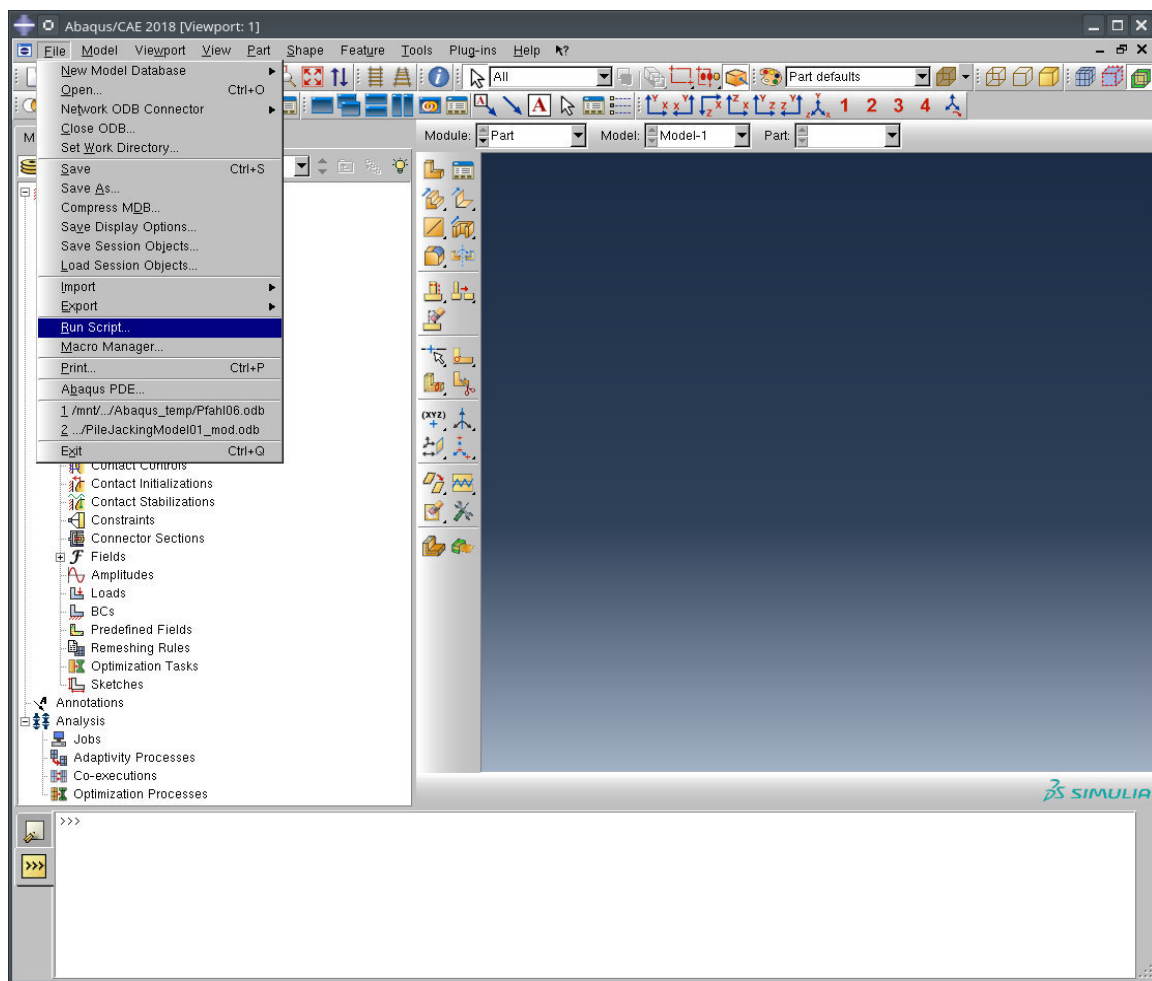 Abaqus/CAE 2018 [Viewport: 1]
File Model Viewport View Part Shape Feature Tools Plug-ins Help ?
New Model Database
Open... Ctrl+O
Network ODB Connector
Close ODB...
Set Work Directory...
Save Ctrl+S
Save As...
Compress MDB...
Save Display Options...
Save Session Objects...
Load Session Objects...
Import
Export
Run Script...
Macro Manager...
Print... Ctrl+P
Abaqus PDE...
1 /mnt/.../Abaqus_temp/Pfahl06.odb
2 .../PileJackingModel01_mod.odb
Exit Ctrl+Q
All
Part defaults
1 2 3 4
Module: Part Model: Model-1 Part:
(XYZ)
Contact Controls
Contact Initializations
Contact Stabilizations
Constraints
Connector Sections
Fields
Amplitudes
Loads
BCs
Predefined Fields
Remeshing Rules
Optimization Tasks
Sketches
Annotations
Analysis
Jobs
Adaptivity Processes
Co-executions
Optimization Processes
SIMULIA
>>>
>>>